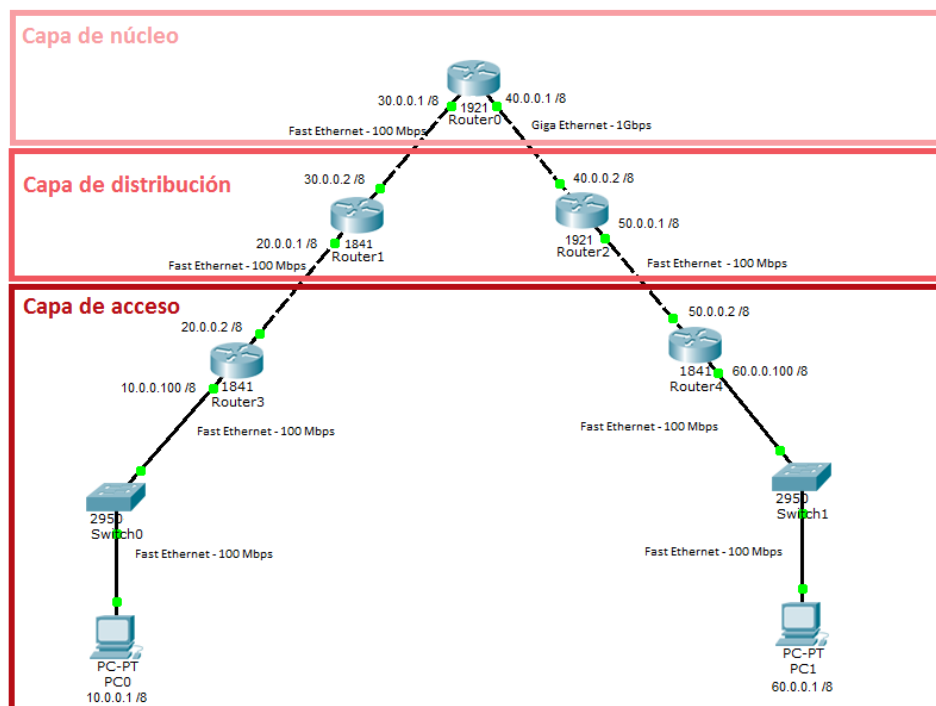 Capa de núcleo
30.0.0.1 /8
40.0.0.1 /8
1921
Router0
Fast Ethernet - 100 Mbps
Giga Ethernet - 1Gbps
Capa de distribución
30.0.0.2 /8
40.0.0.2 /8
20.0.0.1 /8
1841
Router1
1921
Router2
50.0.0.1 /8
Fast Ethernet - 100 Mbps
Fast Ethernet - 100 Mbps
Capa de acceso
20.0.0.2 /8
50.0.0.2 /8
10.0.0.100 /8
1841
Router3
1841
Router4
60.0.0.100 /8
Fast Ethernet - 100 Mbps
Fast Ethernet - 100 Mbps
2950
Switch0
2950
Switch1
Fast Ethernet - 100 Mbps
Fast Ethernet - 100 Mbps
PC-PT
PC0
10.0.0.1 /8
PC-PT
PC1
60.0.0.1 /8